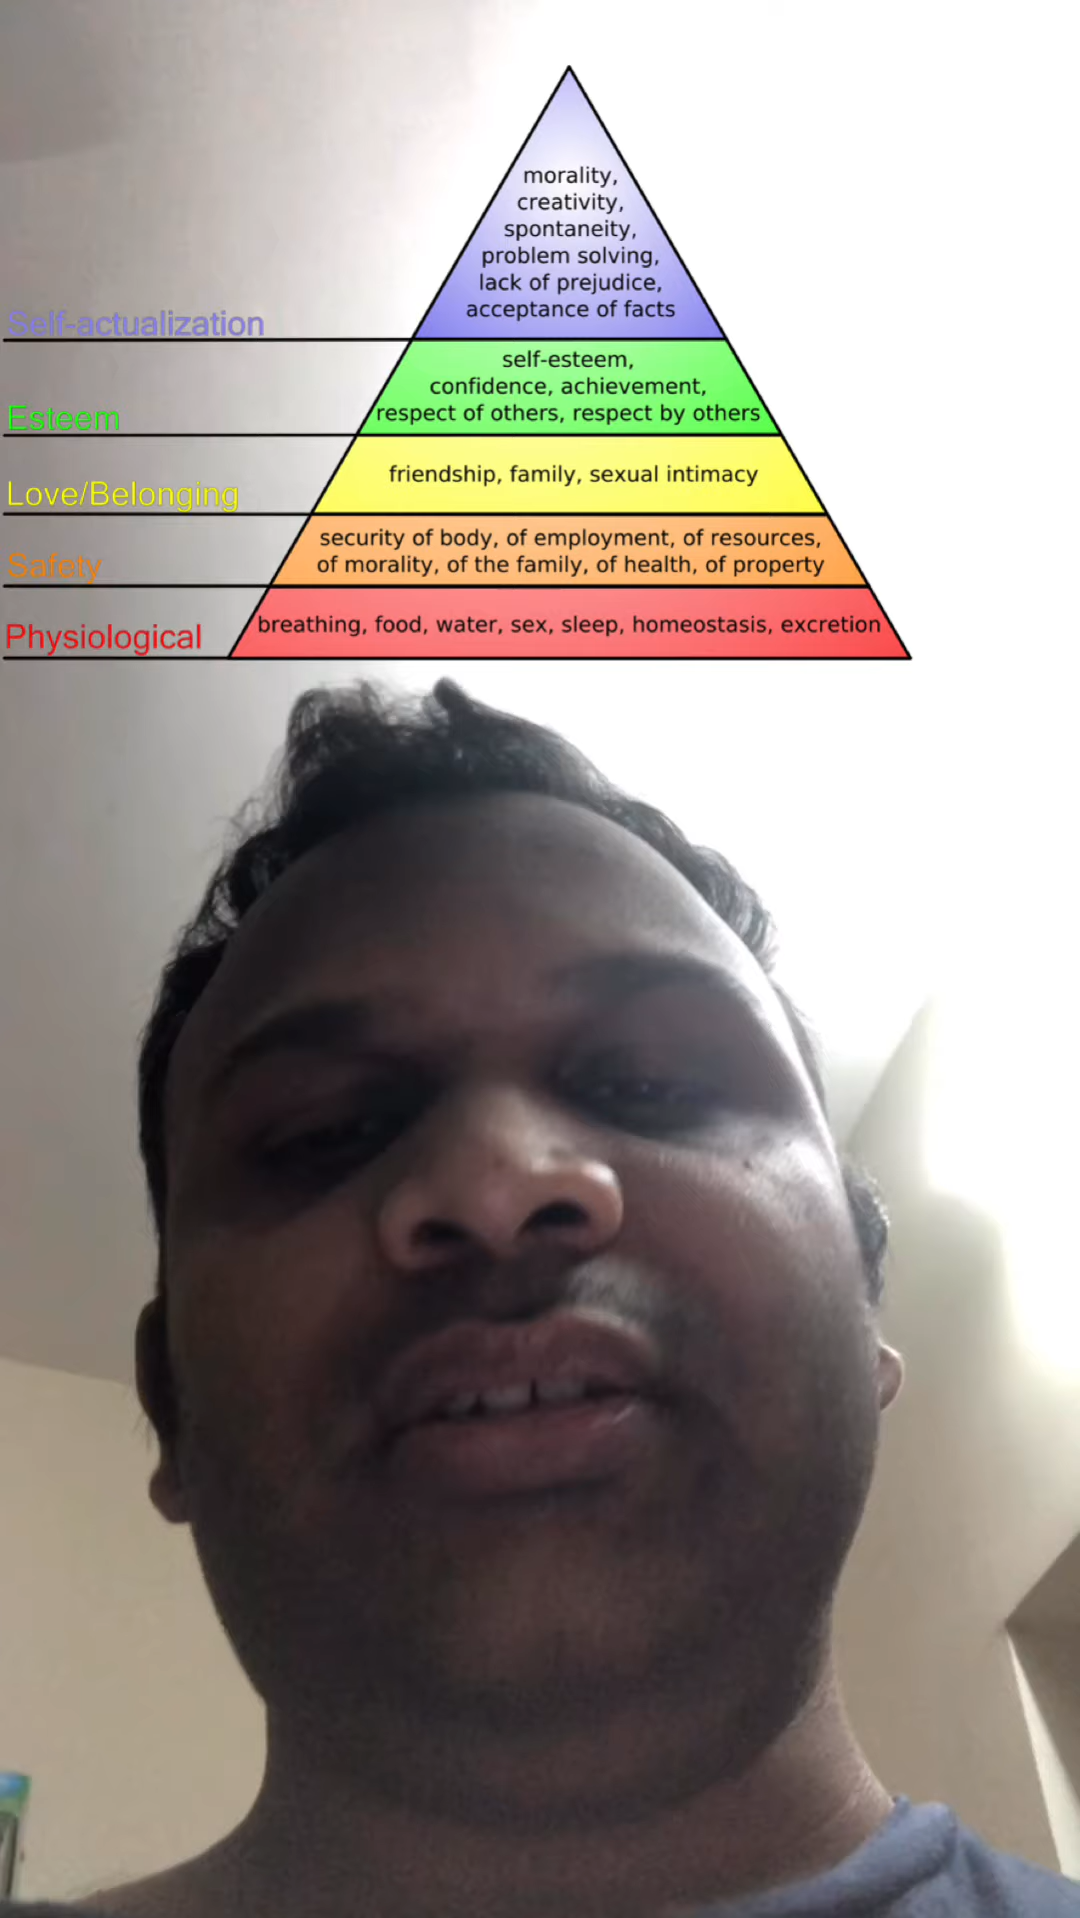 morality,
creativity,
spontaneity,
problem solving,
lack of prejudice,
acceptance of facts
Self-actualization
self-esteem,
confidence, achievement,
respect of others, respect by others
Esteem
friendship, family, sexual intimacy
Love/Belonging
security of body, of employment, of resources,
of morality, of the family, of health, of property
Safety
breathing, food, water, sex, sleep, homeostasis, excretion
Physiological